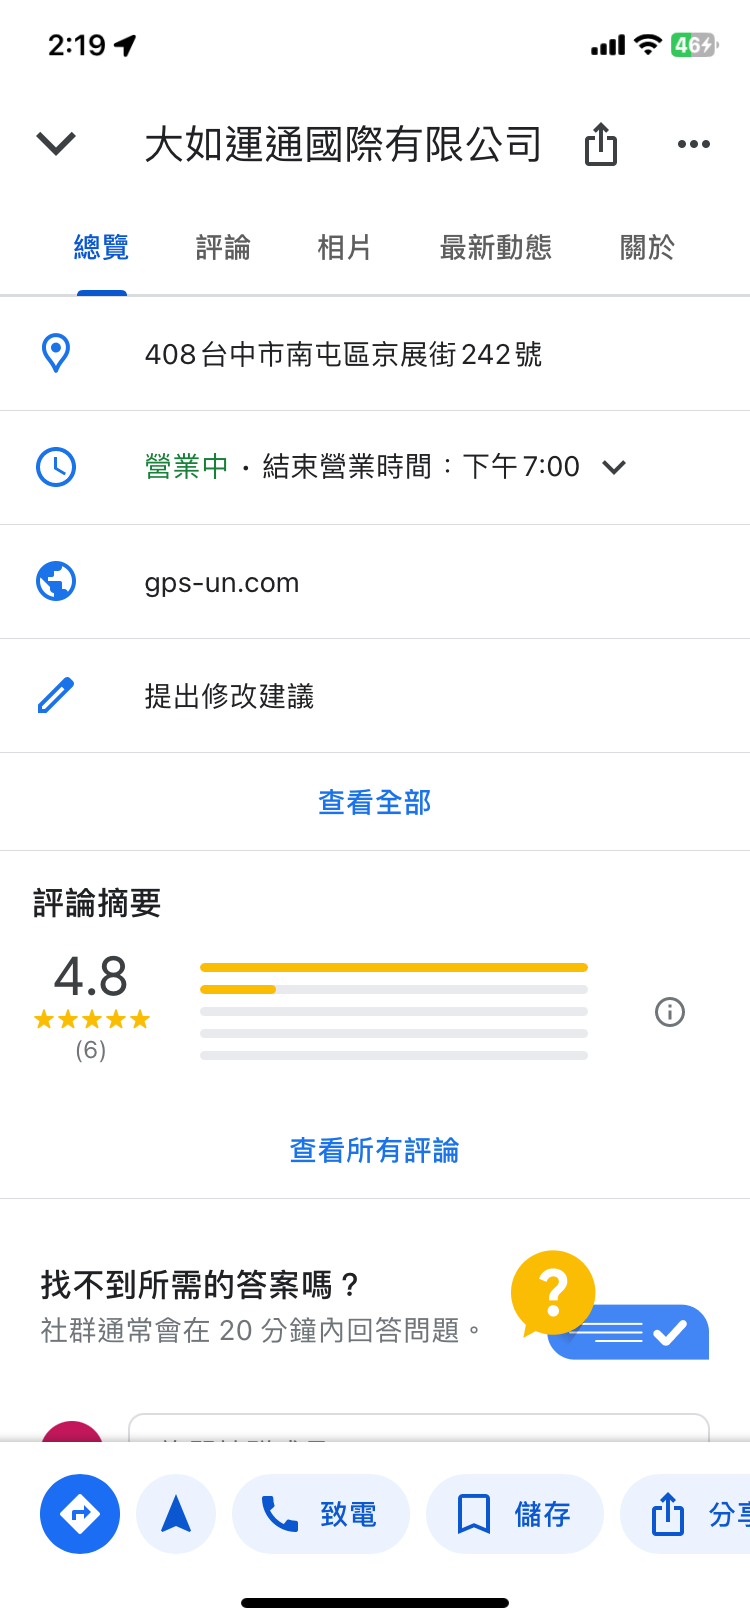 2:19
46
大如運通國際有限公司
總覽 評論 相片 最新動態 關於
408台中市南屯區京展街242號
營業中 · 結束營業時間：下午7:00
gps-un.com
提出修改建議
查看全部
評論摘要
4.8
(6)
查看所有評論
找不到所需的答案嗎？
社群通常會在 20 分鐘內回答問題。
致電 儲存 分享